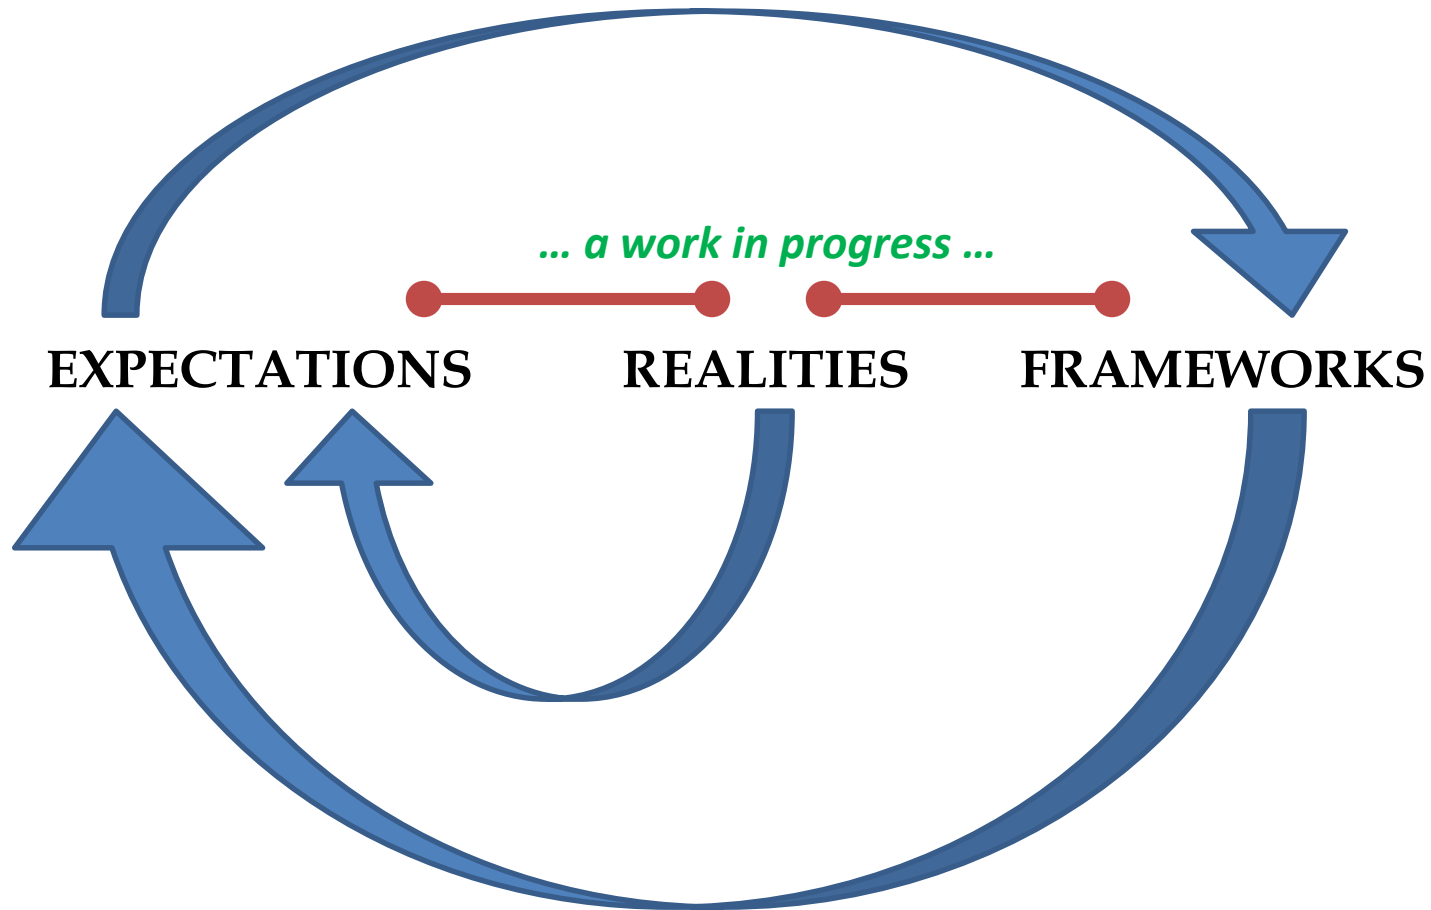 … a work in progress …
EXPECTATIONS REALITIES FRAMEWORKS